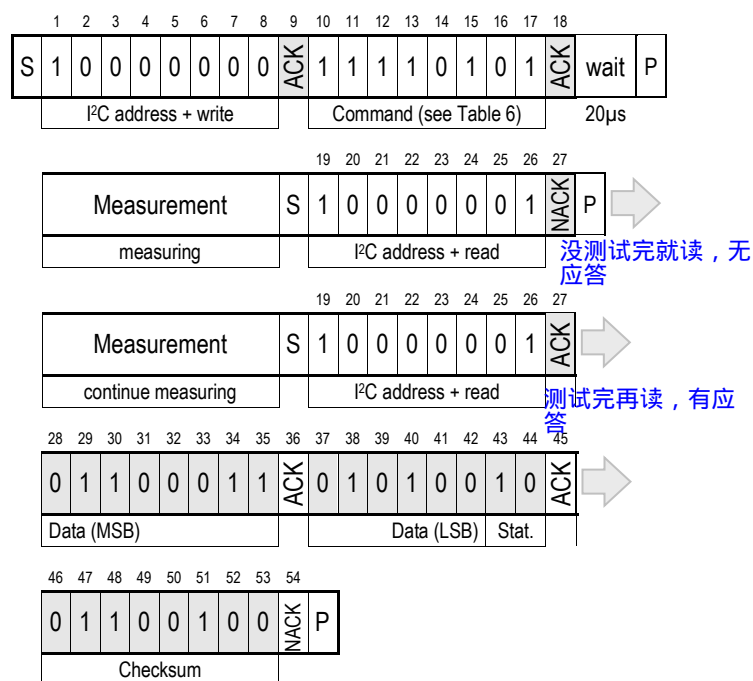 1 2 3 4 5 6 7 8 9 10 11 12 13 14 15 16 17 18
S 1 0 0 0 0 0 0 0 ACK 1 1 1 1 0 1 0 1 ACK wait P
I²C address + write Command (see Table 6) 20µs
19 20 21 22 23 24 25 26 27
Measurement S 1 0 0 0 0 0 0 1 NACK P
measuring I²C address + read
没测试完就读，无
应答
19 20 21 22 23 24 25 26 27
Measurement S 1 0 0 0 0 0 0 1 ACK
continue measuring I²C address + read
测试完再读，有应
答
28 29 30 31 32 33 34 35 36 37 38 39 40 41 42 43 44 45
0 1 1 0 0 0 1 1 ACK 0 1 0 1 0 0 1 0 ACK
Data (MSB) Data (LSB) Stat.
46 47 48 49 50 51 52 53 54
0 1 1 0 0 1 0 0 NACK P
Checksum